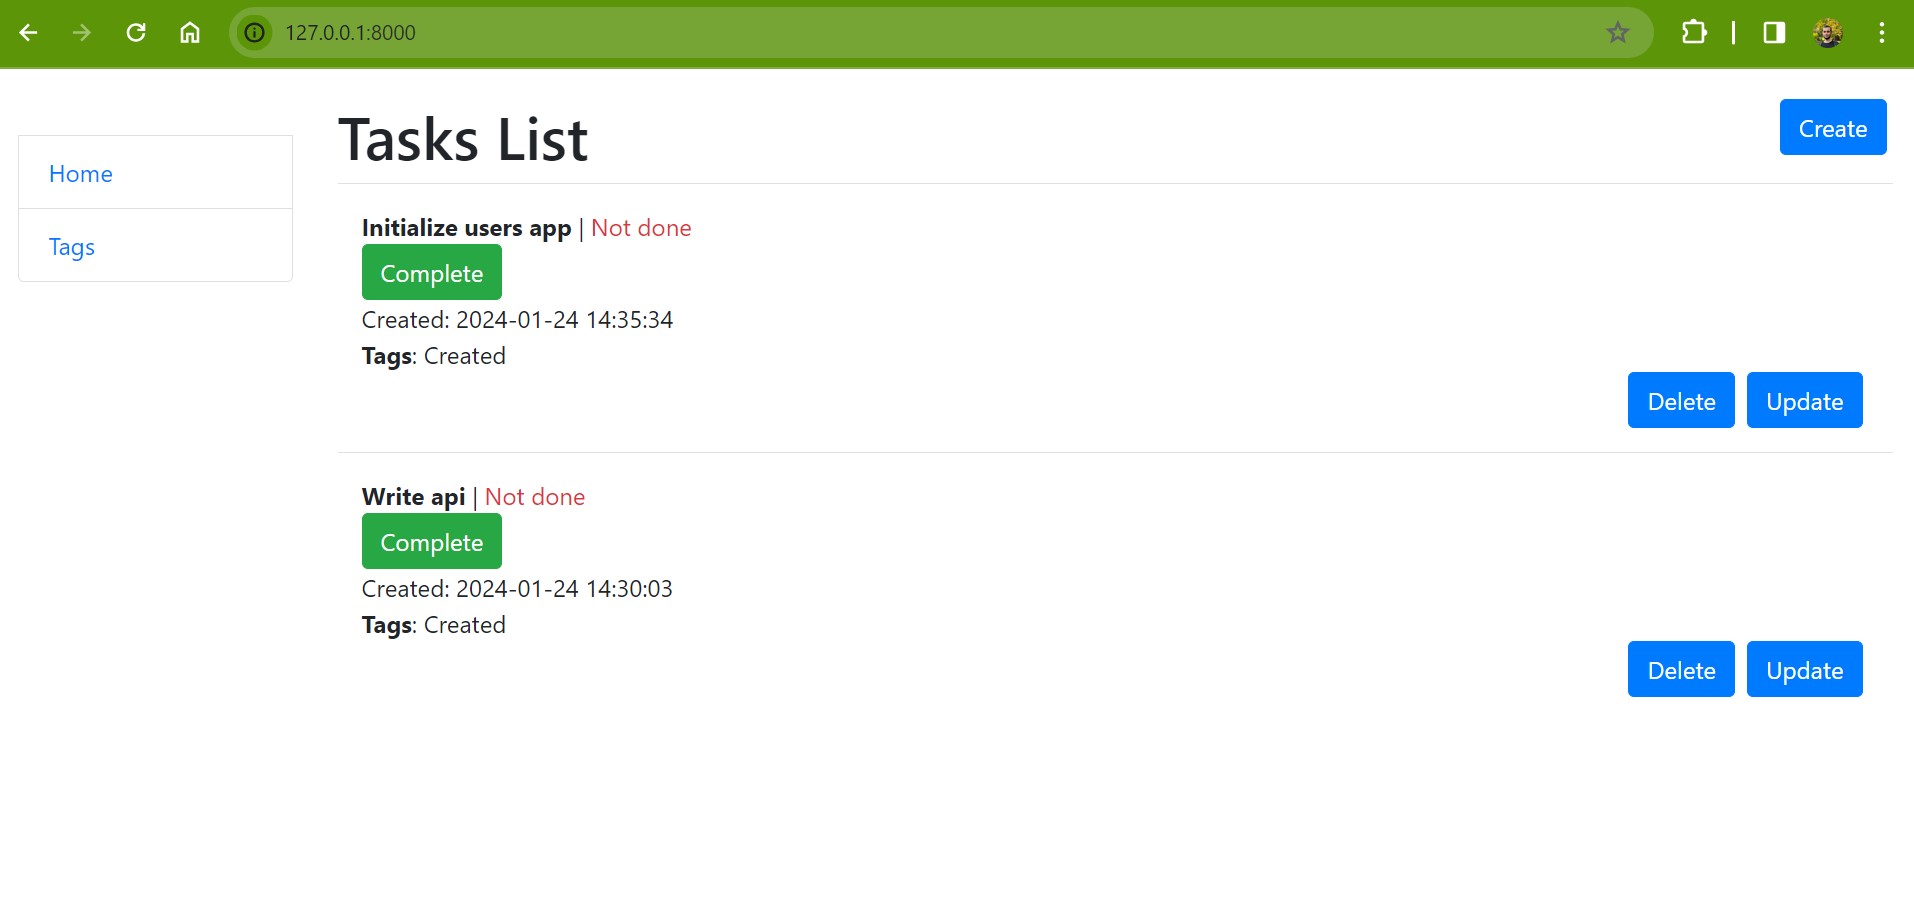 127.0.0.1:8000
Home
Tags
Tasks List
Create
Initialize users app | Not done
Complete
Created: 2024-01-24 14:35:34
Tags: Created
Delete Update
Write api | Not done
Complete
Created: 2024-01-24 14:30:03
Tags: Created
Delete Update